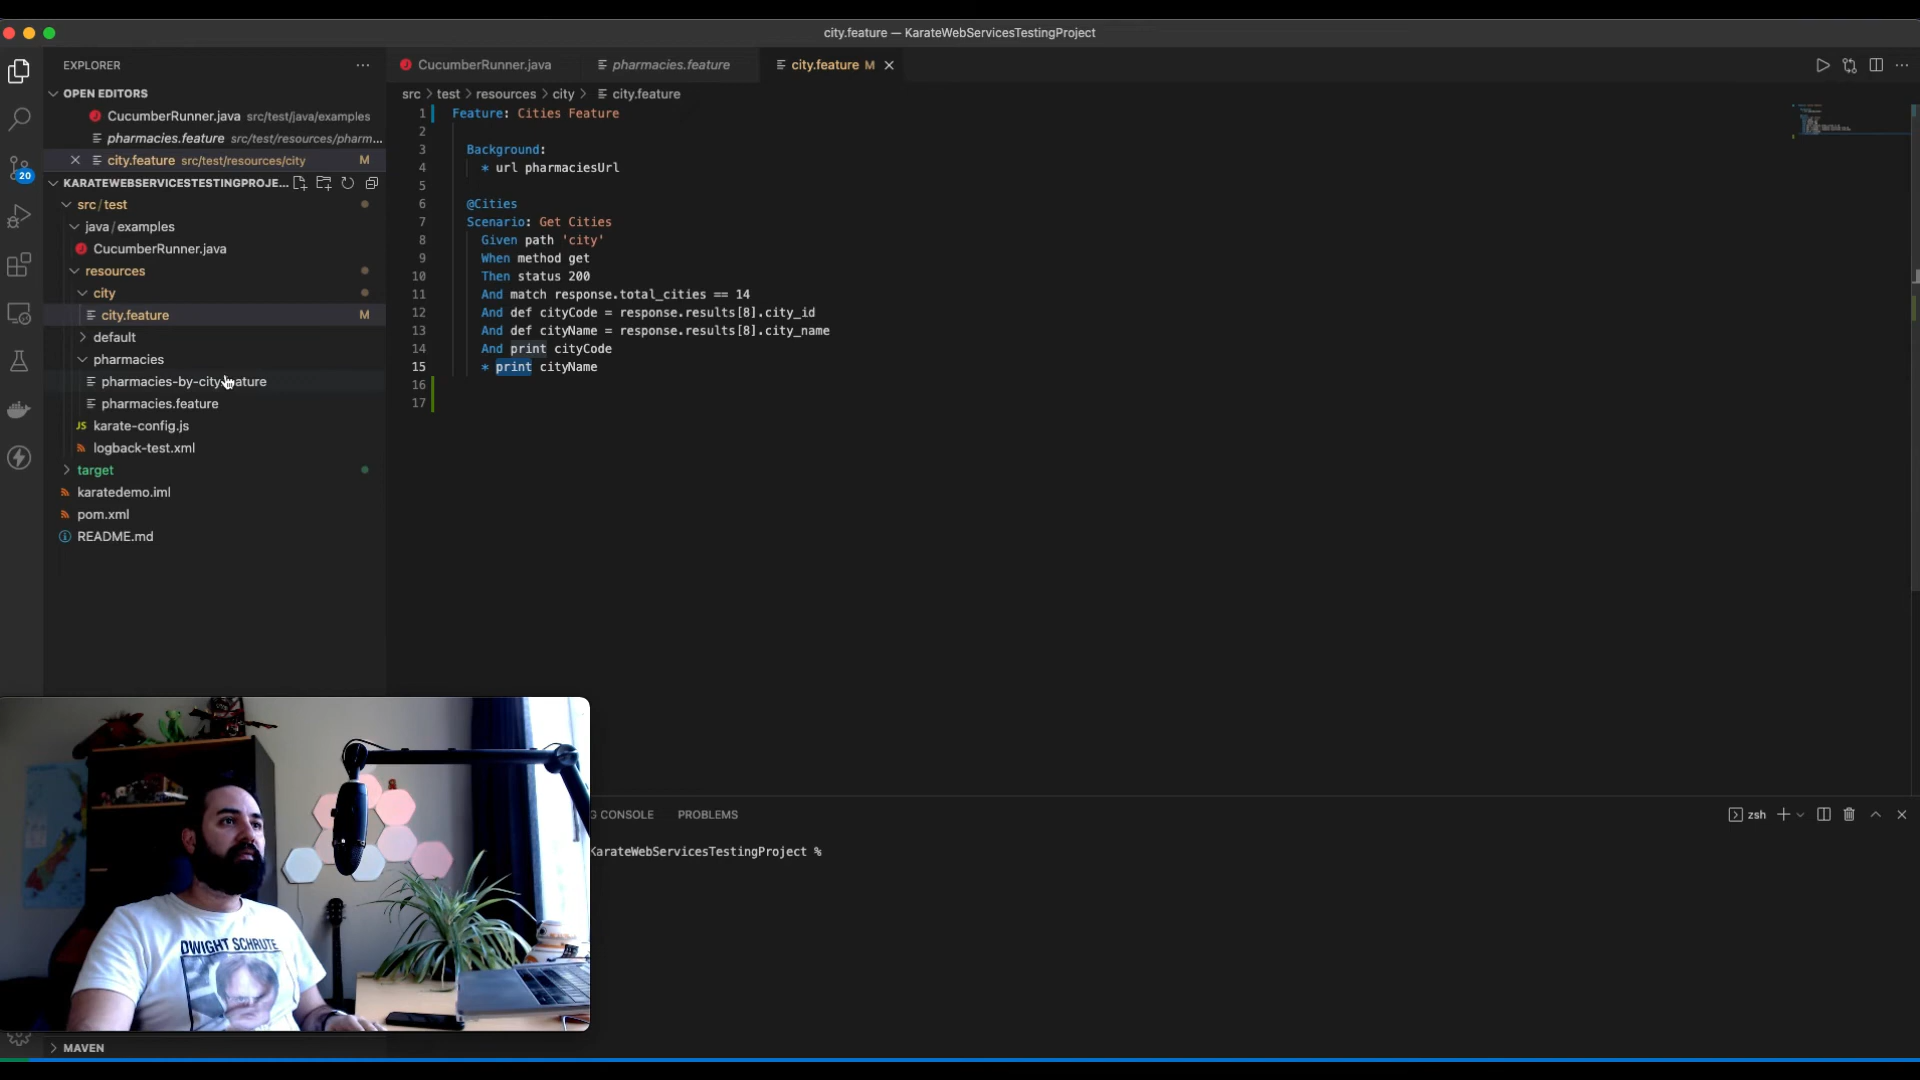 city.feature — KarateWebServicesTestingProject
EXPLORER
OPEN EDITORS
CucumberRunner.java src/test/java/examples
pharmacies.feature src/test/resources/pharm...
city.feature src/test/resources/city M
KARATEWEBSERVICESTESTINGPROJE...
src/test
java/examples
CucumberRunner.java
resources
city
city.feature M
default
pharmacies
pharmacies-by-city
ature
pharmacies.feature
JS karate-config.js
logback-test.xml
target
karatedemo.iml
pom.xml
README.md
MAVEN
20
CucumberRunner.java
pharmacies.feature
city.feature M
src > test > resources > city > city.feature
1 Feature: Cities Feature
2
3 Background:
4 * url pharmaciesUrl
5
6 @Cities
7 Scenario: Get Cities
8 Given path 'city'
9 When method get
10 Then status 200
11 And match response.total_cities == 14
12 And def cityCode = response.results[8].city_id
13 And def cityName = response.results[8].city_name
14 And print cityCode
15 * print cityName
16
17
G CONSOLE
PROBLEMS
zsh
KarateWebServicesTestingProject %
DWIGHT SCHRUTE